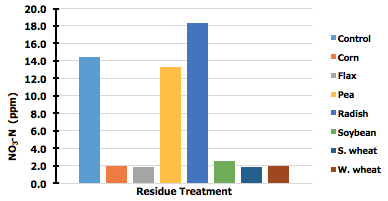 20.0
18.0
16.0
14.0
12.0
10.0
8.0
6.0
4.0
2.0
0.0
NO₃-N (ppm)
Residue Treatment
Control
Corn
Flax
Pea
Radish
Soybean
S. wheat
W. wheat